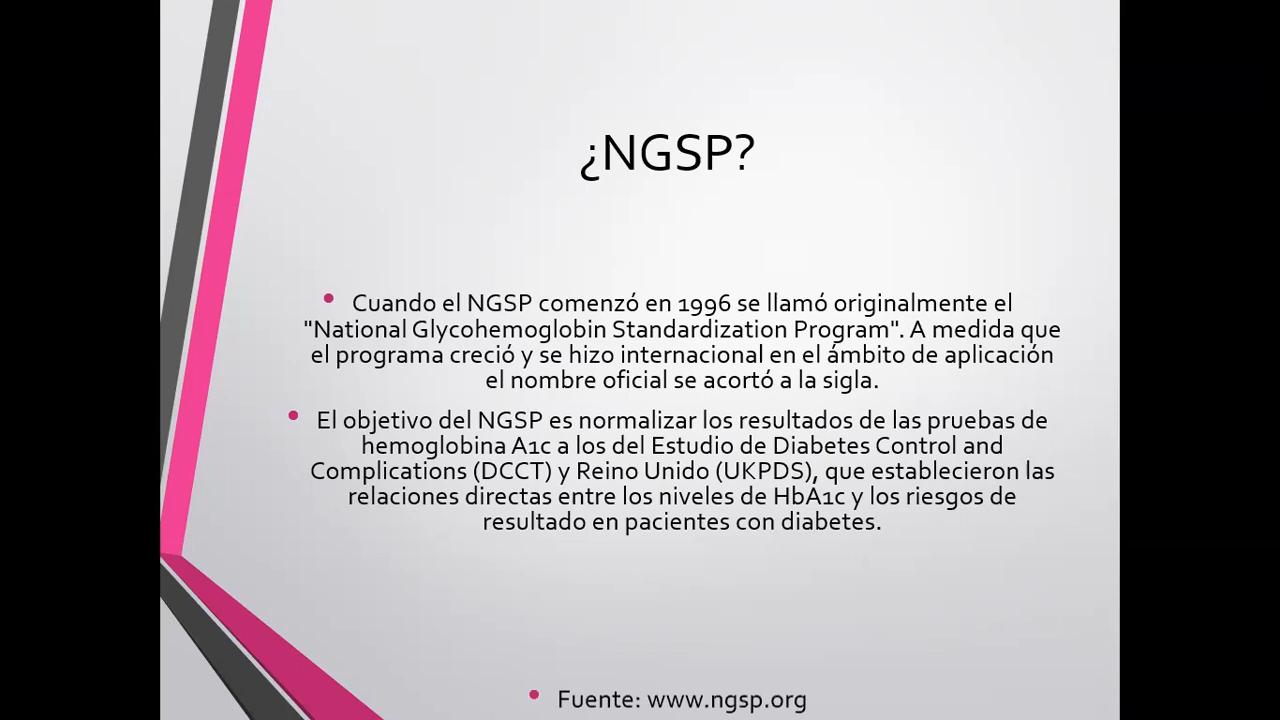 ¿NGSP?
• Cuando el NGSP comenzó en 1996 se llamó originalmente el
"National Glycohemoglobin Standardization Program". A medida que
el programa creció y se hizo internacional en el ámbito de aplicación
el nombre oficial se acortó a la sigla.
• El objetivo del NGSP es normalizar los resultados de las pruebas de
hemoglobina A1c a los del Estudio de Diabetes Control and
Complications (DCCT) y Reino Unido (UKPDS), que establecieron las
relaciones directas entre los niveles de HbA1c y los riesgos de
resultado en pacientes con diabetes.
• Fuente: www.ngsp.org